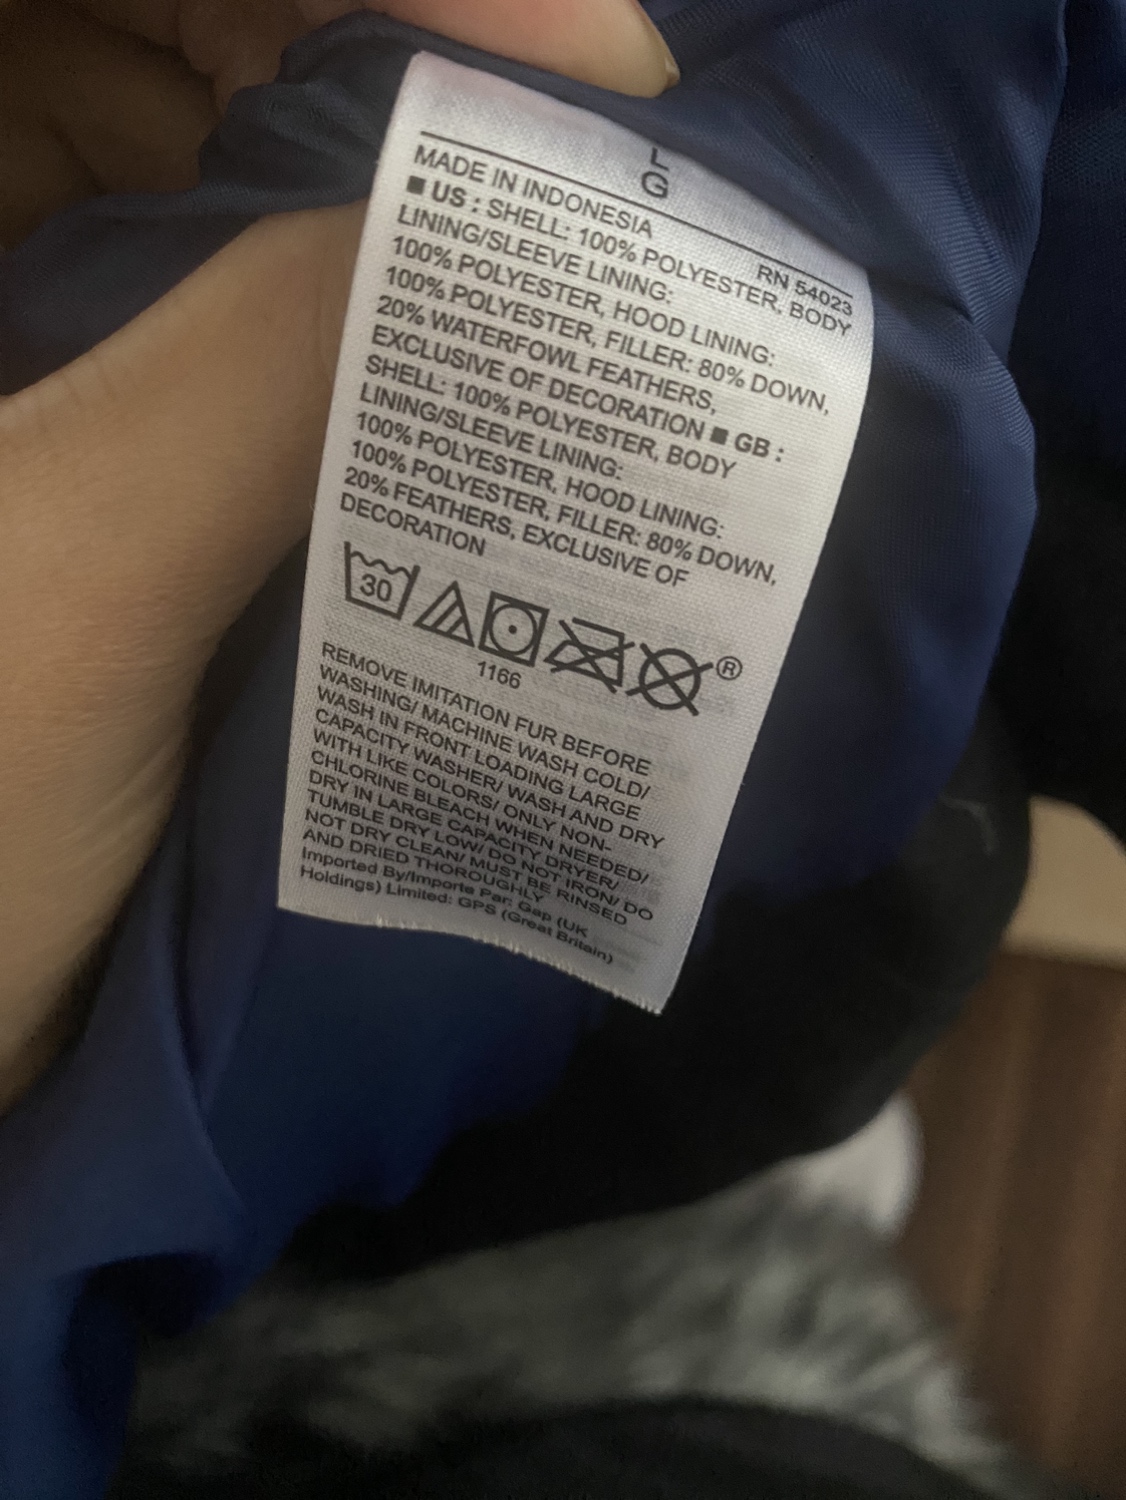 L
G
MADE IN INDONESIA
RN 54023
■ US : SHELL: 100% POLYESTER, BODY
LINING/SLEEVE LINING:
100% POLYESTER, HOOD LINING:
100% POLYESTER, FILLER: 80% DOWN,
20% WATERFOWL FEATHERS,
EXCLUSIVE OF DECORATION ■ GB :
SHELL: 100% POLYESTER, BODY
LINING/SLEEVE LINING:
100% POLYESTER, HOOD LINING:
100% POLYESTER, FILLER: 80% DOWN,
20% FEATHERS, EXCLUSIVE OF
DECORATION
30
®
1166
REMOVE IMITATION FUR BEFORE
WASHING/ MACHINE WASH COLD/
WASH IN FRONT LOADING LARGE
CAPACITY WASHER/ WASH AND DRY
WITH LIKE COLORS/ ONLY NON-
CHLORINE BLEACH WHEN NEEDED/
DRY IN LARGE CAPACITY DRYER/
TUMBLE DRY LOW/ DO NOT IRON/ DO
NOT DRY CLEAN/ MUST BE RINSED
AND DRIED THOROUGHLY
Imported By/Importe Par: Gap (UK
Holdings) Limited: GPS (Great Britain)